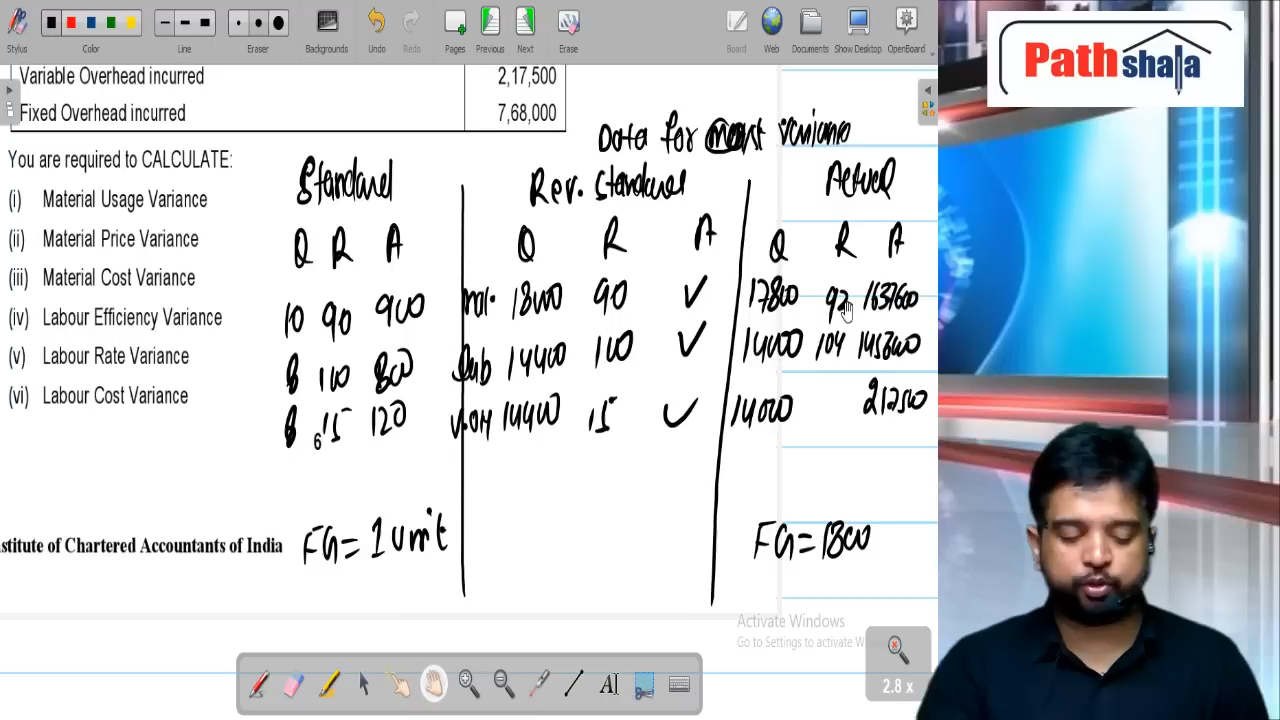 Stylus
Color
Line
Eraser
Backgrounds
Undo
Redo
Pages
Previous
Next
Erase
Board
Web
Documents
Show Desktop
OpenBoard
Path shala
Variable Overhead incurred 2,17,500
Fixed Overhead incurred 7,68,000
Data for variance
You are required to CALCULATE:
(i) Material Usage Variance
(ii) Material Price Variance
(iii) Material Cost Variance
(iv) Labour Efficiency Variance
(v) Labour Rate Variance
(vi) Labour Cost Variance
Standard Rev. Standard Actual
Q R A Q R A Q R A
10 90 900 mat. 18000 90 ✓ 17800 92 1637600
8 100 800 Lab 14400 100 ✓ 14000 104
8 15 120 V.OH 14400 15 ✓ 14000 217500
6
FG = 1 unit FG = 1800
stitute of Chartered Accountants of India
Activate Windows
Go to Settings to activate W
2.8 x